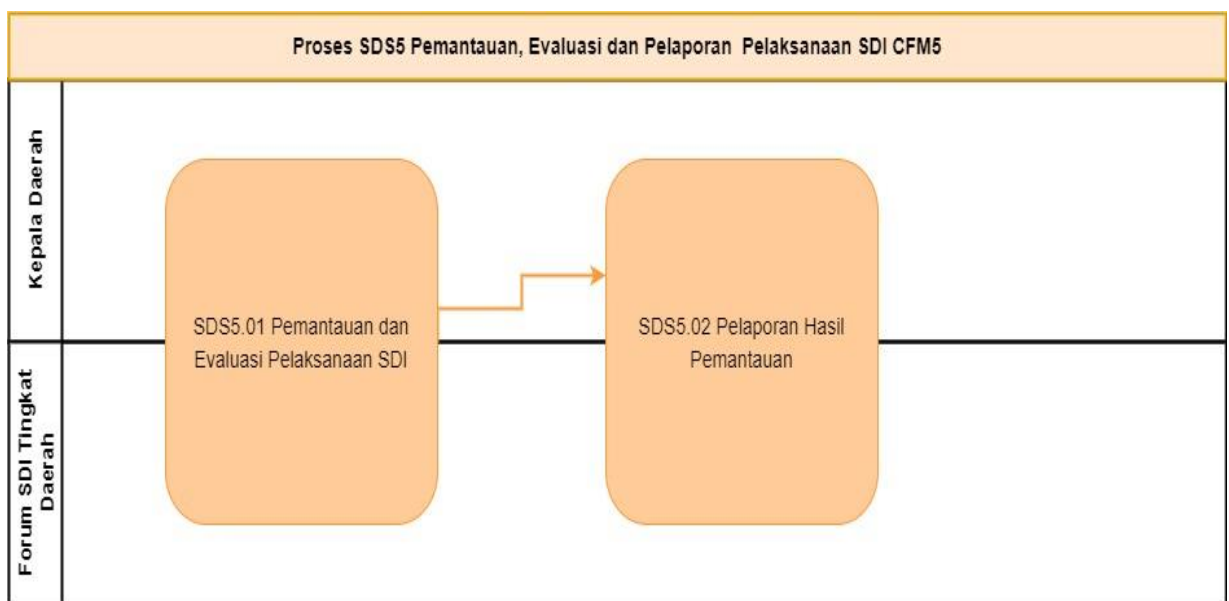 Proses SDS5 Pemantauan, Evaluasi dan Pelaporan Pelaksanaan SDI CFM5
Kepala Daerah
SDS5.01 Pemantauan dan
Evaluasi Pelaksanaan SDI
SDS5.02 Pelaporan Hasil
Pemantauan
Forum SDI Tingkat
Daerah